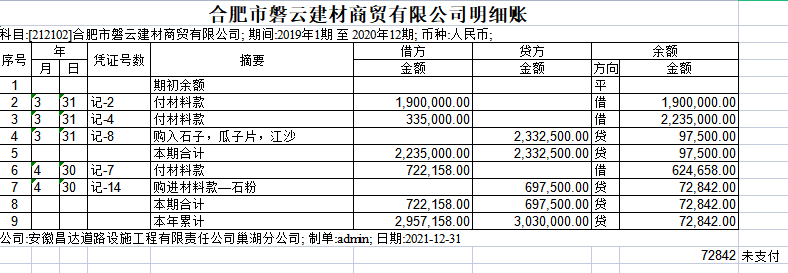 合肥市磐云建材商贸有限公司明细账
科目:[212102]合肥市磐云建材商贸有限公司; 期间:2019年1期 至 2020年12期; 币种:人民币;
序号 年 凭证号数 摘要 借方 贷方 余额
月 日 金额 金额 方向 金额
1 期初余额 平
2 3 31 记-2 付材料款 1,900,000.00 借 1,900,000.00
3 3 31 记-4 付材料款 335,000.00 借 2,235,000.00
4 3 31 记-8 购入石子，瓜子片，江沙 2,332,500.00 贷 97,500.00
5 本期合计 2,235,000.00 2,332,500.00 贷 97,500.00
6 4 30 记-7 付材料款 722,158.00 借 624,658.00
7 4 30 记-14 购进材料款—石粉 697,500.00 贷 72,842.00
8 本期合计 722,158.00 697,500.00 贷 72,842.00
9 本年累计 2,957,158.00 3,030,000.00 贷 72,842.00
公司:安徽昌达道路设施工程有限责任公司巢湖分公司; 制单:admin; 日期:2021-12-31
72842 未支付